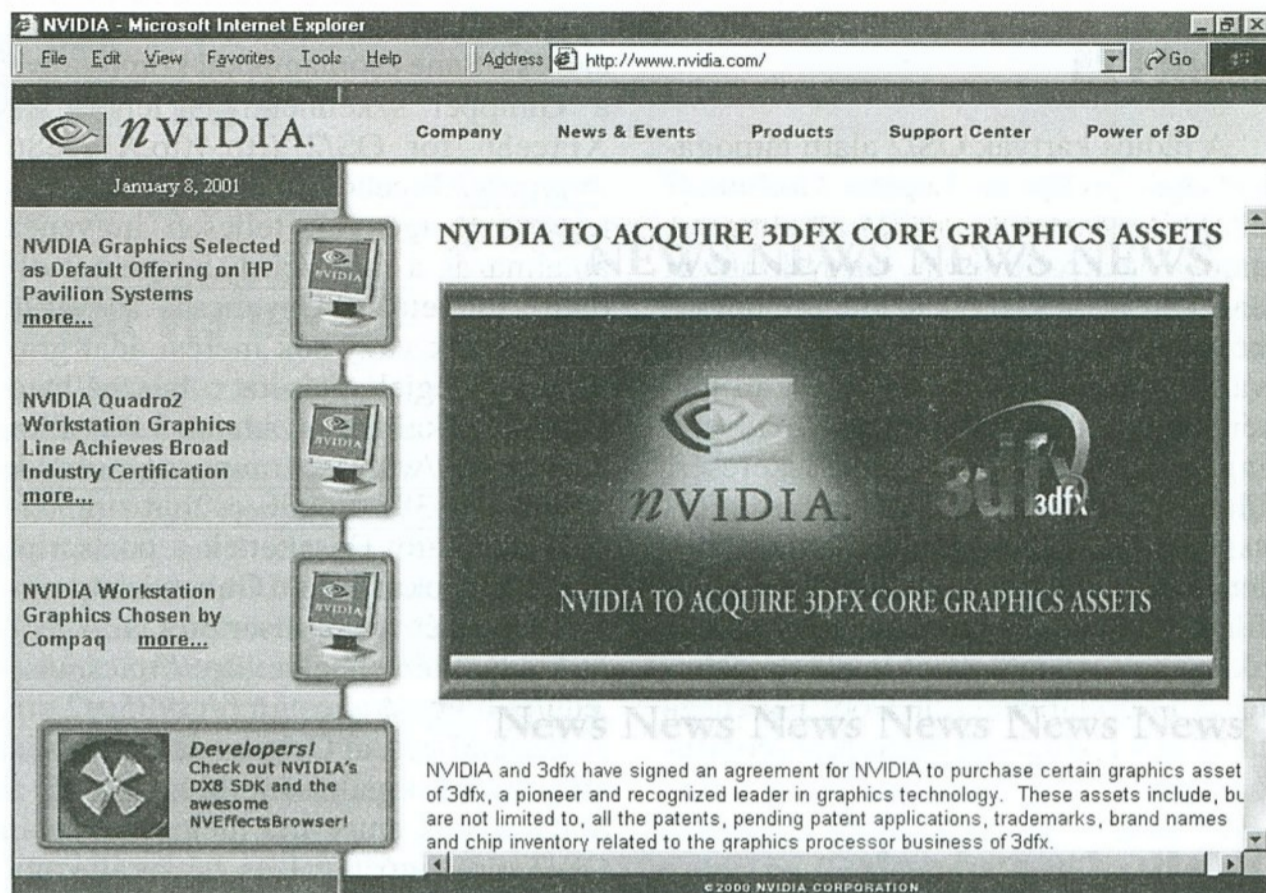 NVIDIA - Microsoft Internet Explorer
File Edit View Favorites Tools Help Address http://www.nvidia.com/ Go
nVIDIA. Company News & Events Products Support Center Power of 3D
January 8, 2001
NVIDIA Graphics Selected
as Default Offering on HP
Pavilion Systems
more...
NVIDIA
NVIDIA Quadro2
Workstation Graphics
Line Achieves Broad
Industry Certification
more...
NVIDIA
NVIDIA Workstation
Graphics Chosen by
Compaq more...
NVIDIA
Developers!
Check out NVIDIA's
DX8 SDK and the
awesome
NVEffectsBrowser!
NVIDIA TO ACQUIRE 3DFX CORE GRAPHICS ASSETS
News News News News News
nVIDIA.
3dfx
3dfx
NVIDIA TO ACQUIRE 3DFX CORE GRAPHICS ASSETS
News News News News News News
NVIDIA and 3dfx have signed an agreement for NVIDIA to purchase certain graphics asset
of 3dfx, a pioneer and recognized leader in graphics technology. These assets include, bu
are not limited to, all the patents, pending patent applications, trademarks, brand names
and chip inventory related to the graphics processor business of 3dfx.
©2000 NVIDIA CORPORATION